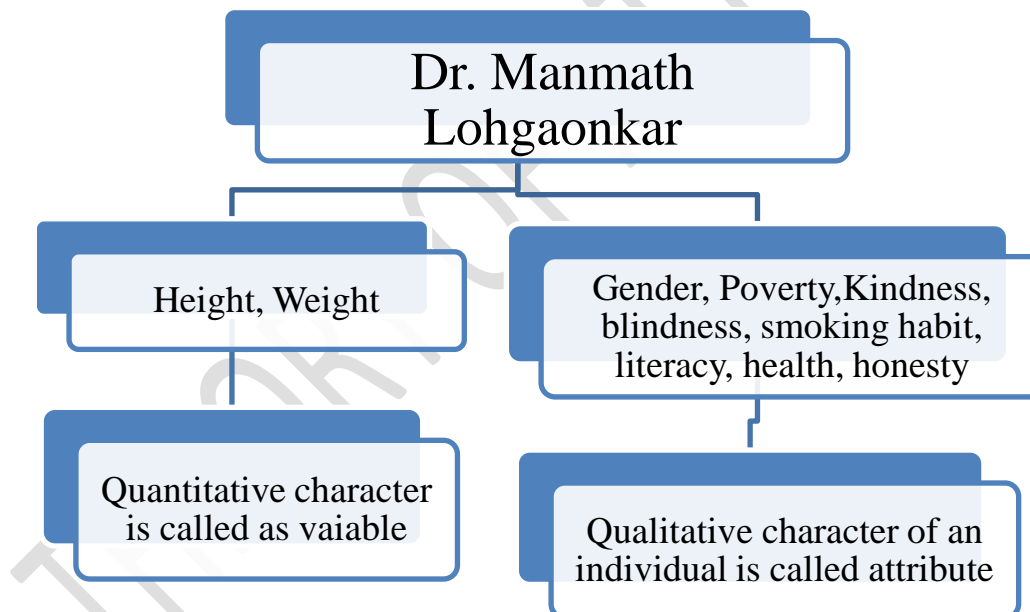 Dr. Manmath
Lohgaonkar
Height, Weight
Gender, Poverty,Kindness,
blindness, smoking habit,
literacy, health, honesty
Quantitative character
is called as vaiable
Qualitative character of an
individual is called attribute